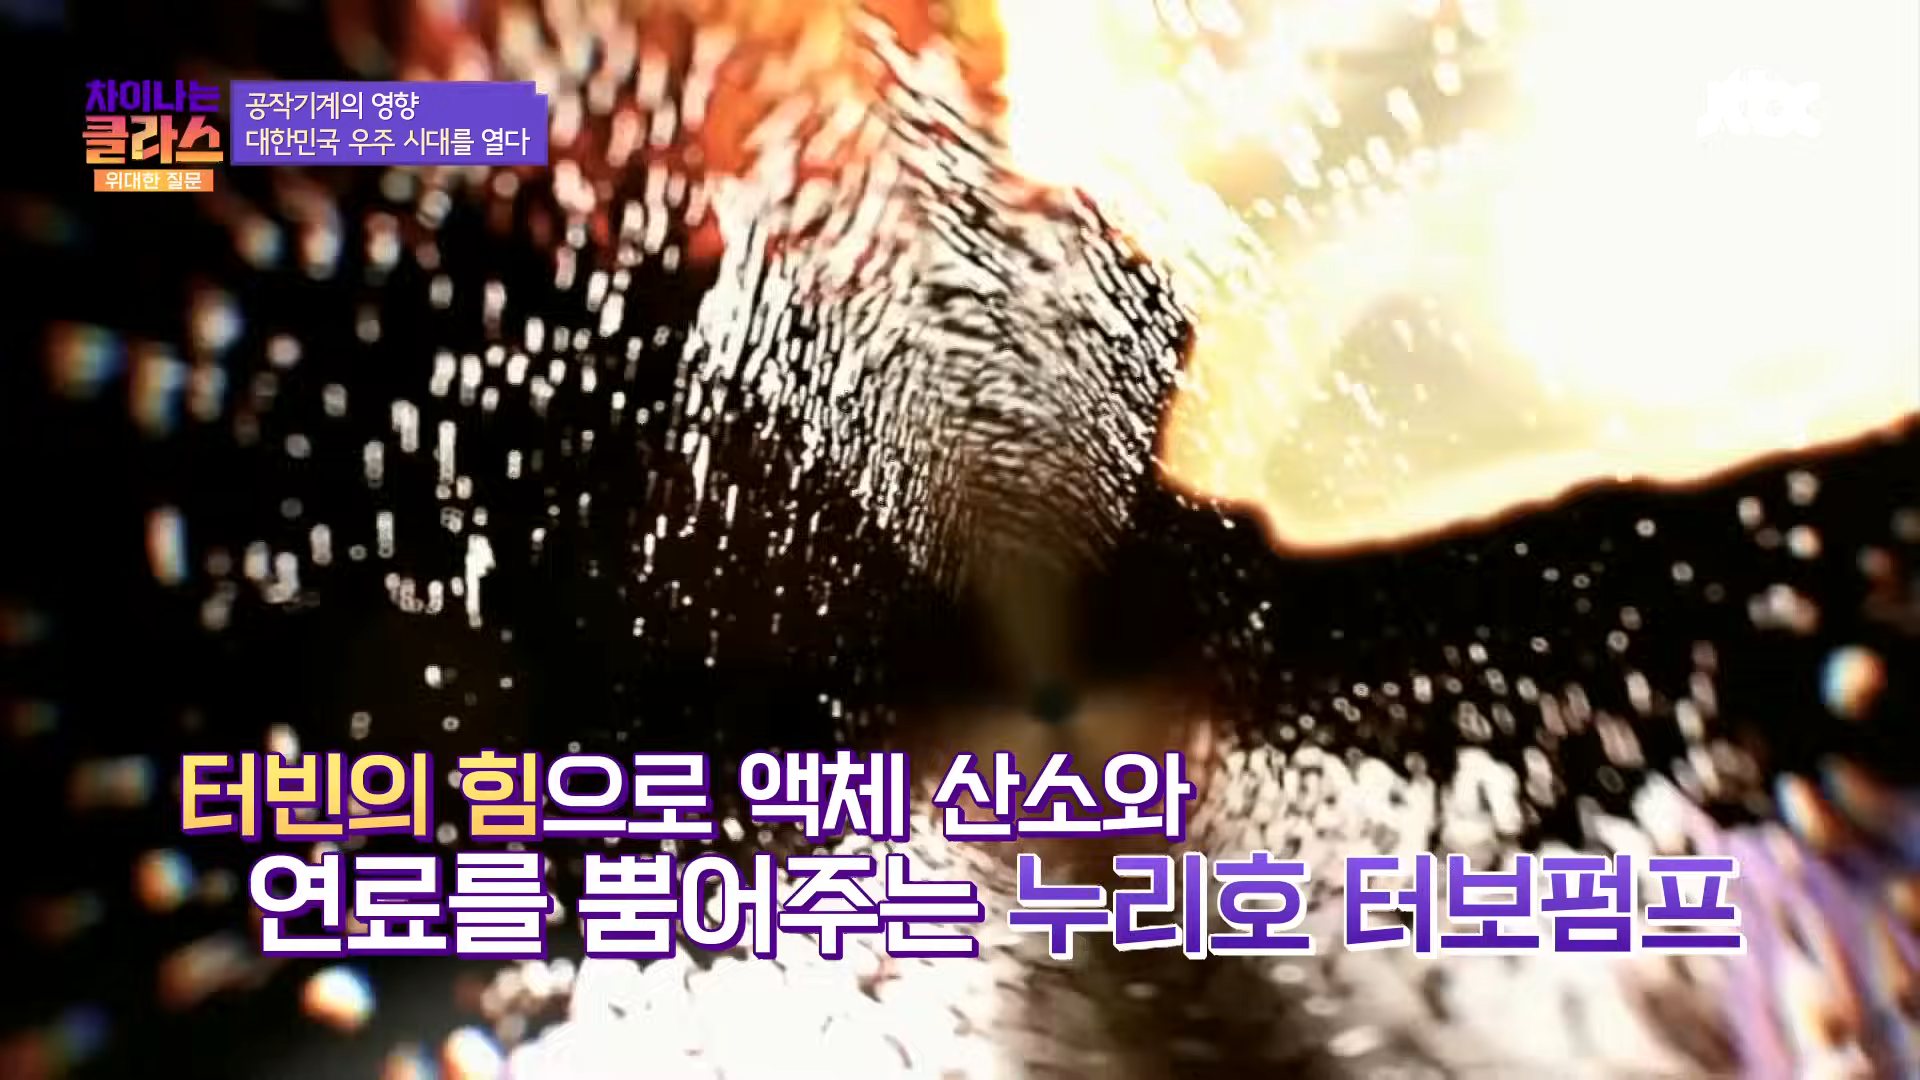 차이나는
클라스
위대한 질문
공작기계의 영향
대한민국 우주 시대를 열다
jtbc
터빈의 힘으로 액체 산소와
연료를 뿜어주는 누리호 터보펌프